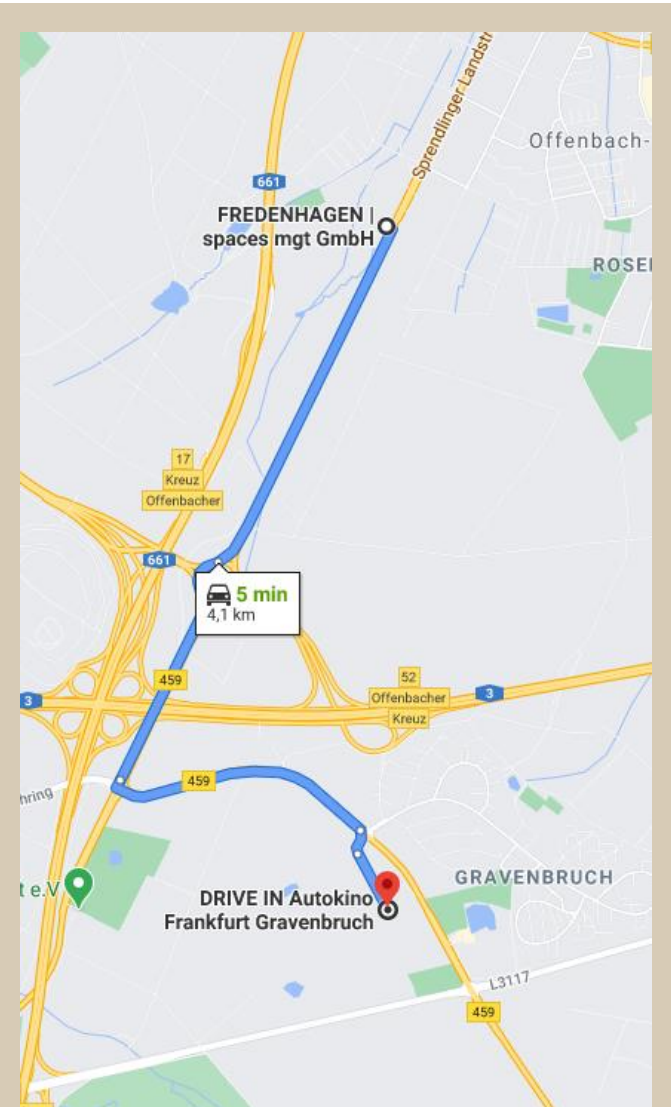 Sprendlinger Landstr
Offenbach-
661
FREDENHAGEN |
spaces mgt GmbH
ROSE
17
Kreuz
Offenbacher
661
5 min
4,1 km
459
52
Offenbacher
Kreuz
3
3
459
hring
GRAVENBRUCH
t e.V
DRIVE IN Autokino
Frankfurt Gravenbruch
L3117
459